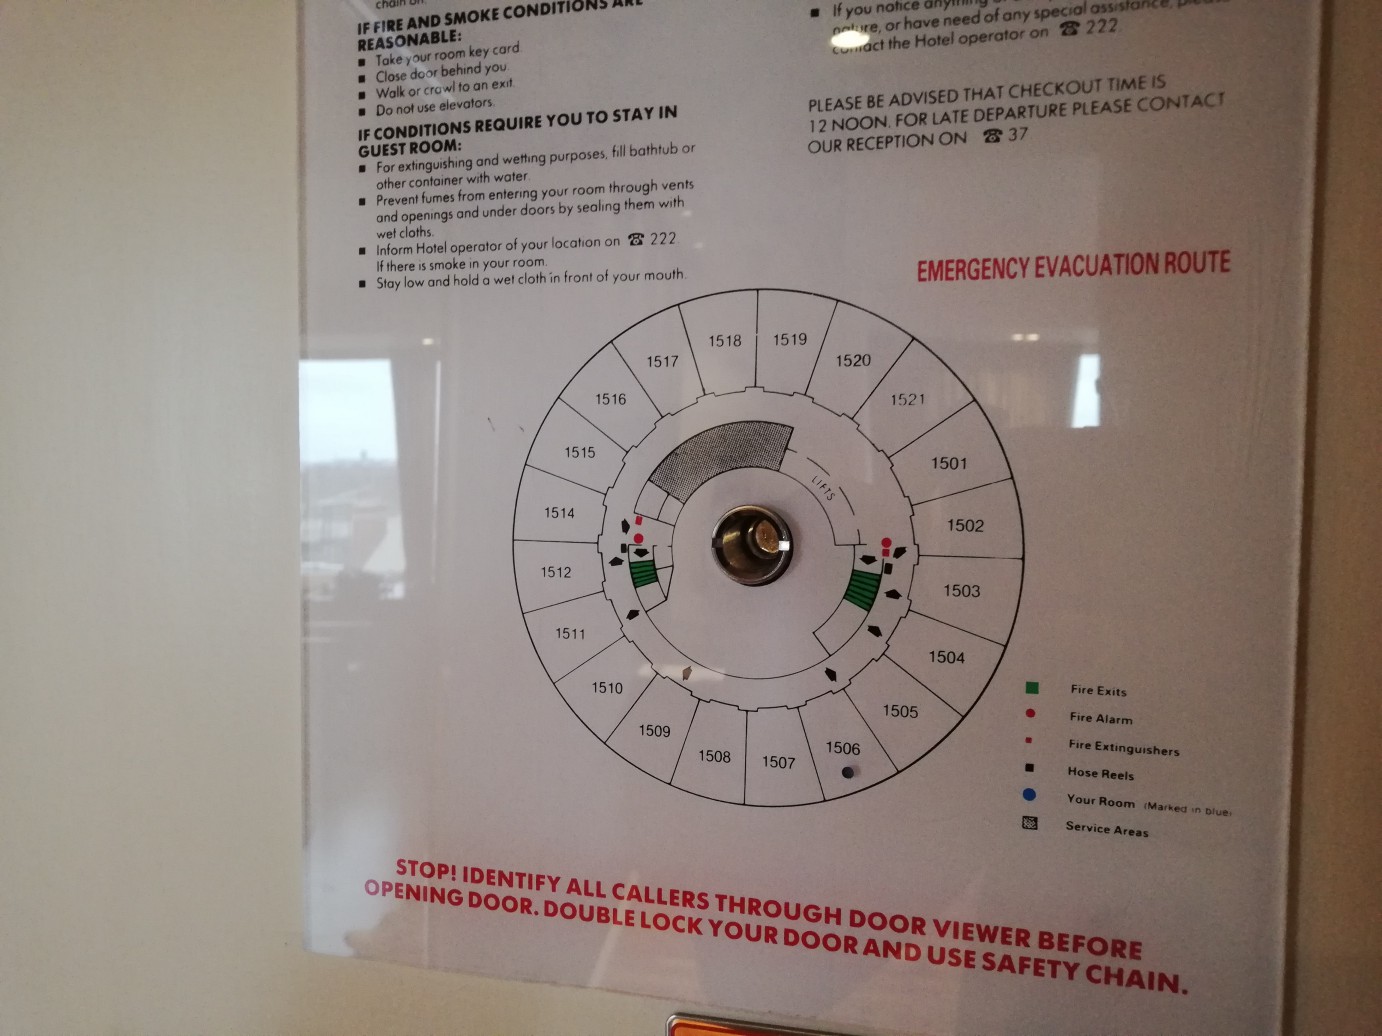 chain on.
IF FIRE AND SMOKE CONDITIONS ARE
REASONABLE:
■ Take your room key card.
■ Close door behind you.
■ Walk or crawl to an exit.
■ Do not use elevators.
IF CONDITIONS REQUIRE YOU TO STAY IN
GUEST ROOM:
■ For extinguishing and wetting purposes, fill bathtub or
other container with water.
■ Prevent fumes from entering your room through vents
and openings and under doors by sealing them with
wet cloths.
■ Inform Hotel operator of your location on ☎ 222.
If there is smoke in your room.
■ Stay low and hold a wet cloth in front of your mouth.
■ If you notice anything
nature, or have need of any special assistance, please
contact the Hotel operator on ☎ 222.
PLEASE BE ADVISED THAT CHECKOUT TIME IS
12 NOON. FOR LATE DEPARTURE PLEASE CONTACT
OUR RECEPTION ON ☎ 37
EMERGENCY EVACUATION ROUTE
1518
1519
1517
1520
1516
1521
1515
1501
LIFTS
1514
1502
1512
1503
1511
1504
1510
1505
1509
1508
1507
1506
Fire Exits
Fire Alarm
Fire Extinguishers
Hose Reels
Your Room (Marked in blue)
Service Areas
STOP! IDENTIFY ALL CALLERS THROUGH DOOR VIEWER BEFORE
OPENING DOOR. DOUBLE LOCK YOUR DOOR AND USE SAFETY CHAIN.